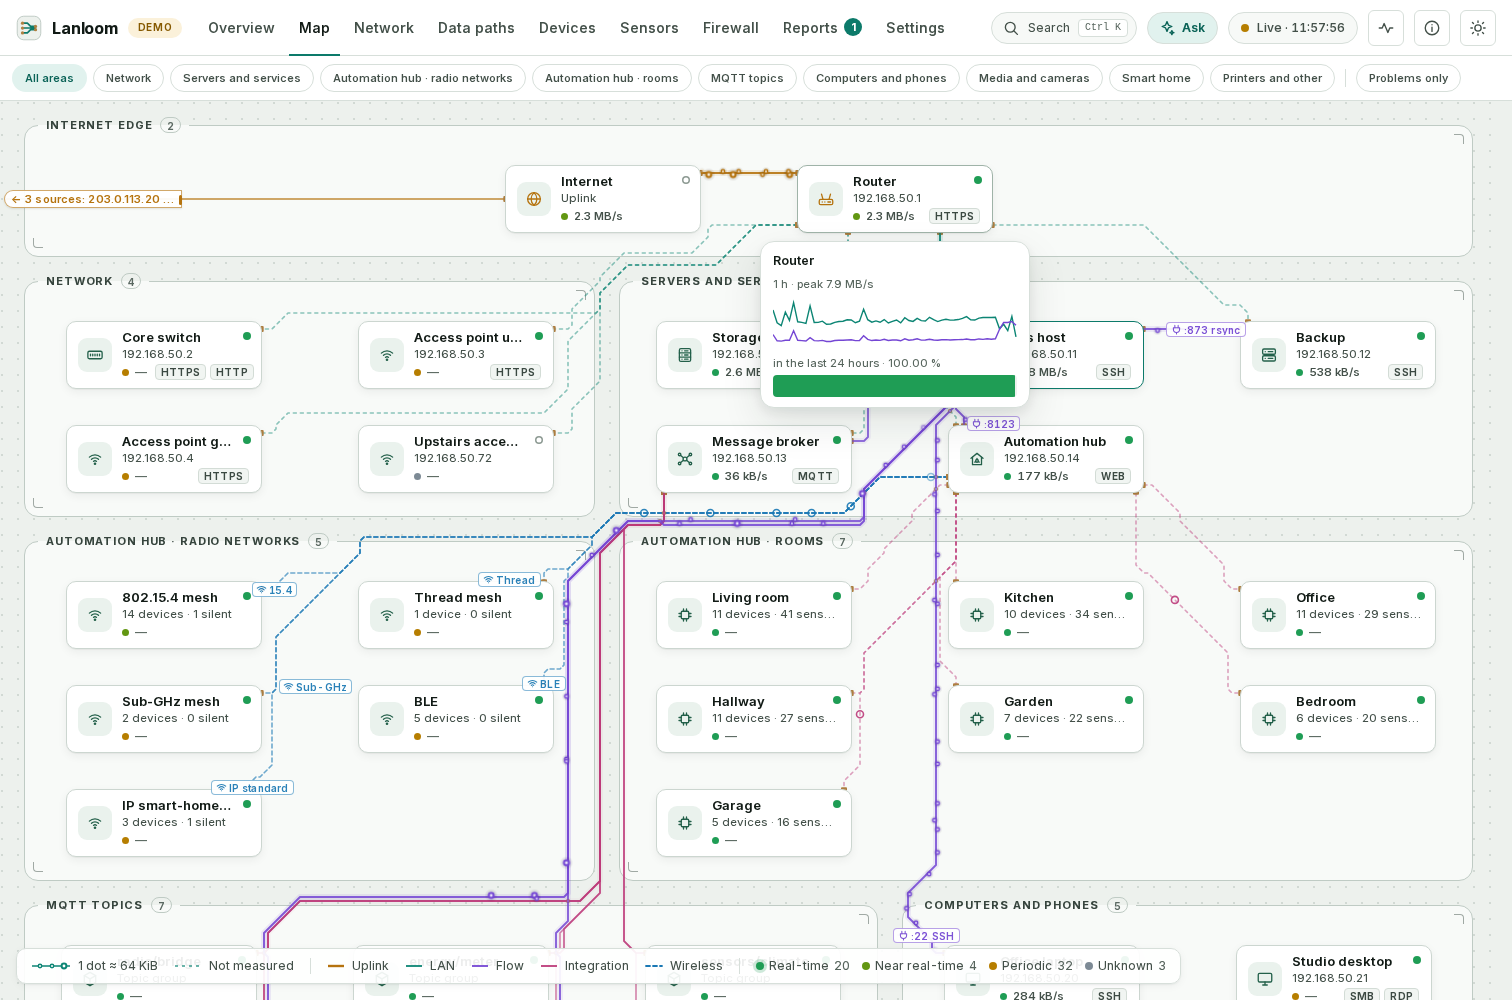 Lanloom DEMO Overview Map Network Data paths Devices Sensors Firewall Reports 1 Settings Search Ctrl K Ask Live · 11:57:56
All areas Network Servers and services Automation hub · radio networks Automation hub · rooms MQTT topics Computers and phones Media and cameras Smart home Printers and other Problems only
INTERNET EDGE 2
Internet
Uplink
2.3 MB/s
Router
192.168.50.1
2.3 MB/s HTTPS
← 3 sources: 203.0.113.20 ...
NETWORK 4
Core switch
192.168.50.2
— HTTPS HTTP
Access point u...
192.168.50.3
— HTTPS
Access point g...
192.168.50.4
— HTTPS
Upstairs acce...
192.168.50.72
—
SERVERS AND SER
Router
1 h · peak 7.9 MB/s
in the last 24 hours · 100.00 %
Storage
192.168.5
2.6 MB
s host
68.50.11
8 MB/s SSH
:873 rsync
Backup
192.168.50.12
538 kB/s SSH
Message broker
192.168.50.13
36 kB/s MQTT
:8123
Automation hub
192.168.50.14
177 kB/s WEB
AUTOMATION HUB · RADIO NETWORKS 5
802.15.4 mesh
14 devices · 1 silent
—
15.4
Thread
Thread mesh
1 device · 0 silent
—
Sub-GHz mesh
2 devices · 0 silent
—
Sub-GHz
BLE
BLE
5 devices · 0 silent
—
IP standard
IP smart-home...
3 devices · 1 silent
—
AUTOMATION HUB · ROOMS 7
Living room
11 devices · 41 sens...
—
Kitchen
10 devices · 34 sen...
—
Office
11 devices · 29 sens...
—
Hallway
11 devices · 27 sens...
—
Garden
7 devices · 22 sens...
—
Bedroom
6 devices · 20 sens...
—
Garage
5 devices · 16 sens...
—
MQTT TOPICS 7
Topic group
—
Topic group
—
Topic group
—
COMPUTERS AND PHONES 5
:22 SSH
284 kB/s SSH
Studio desktop
192.168.50.21
— SMB RDP
1 dot ≈ 64 KiB Not measured Uplink LAN Flow Integration Wireless Real-time 20 Near real-time 4 Periodic 32 Unknown 3